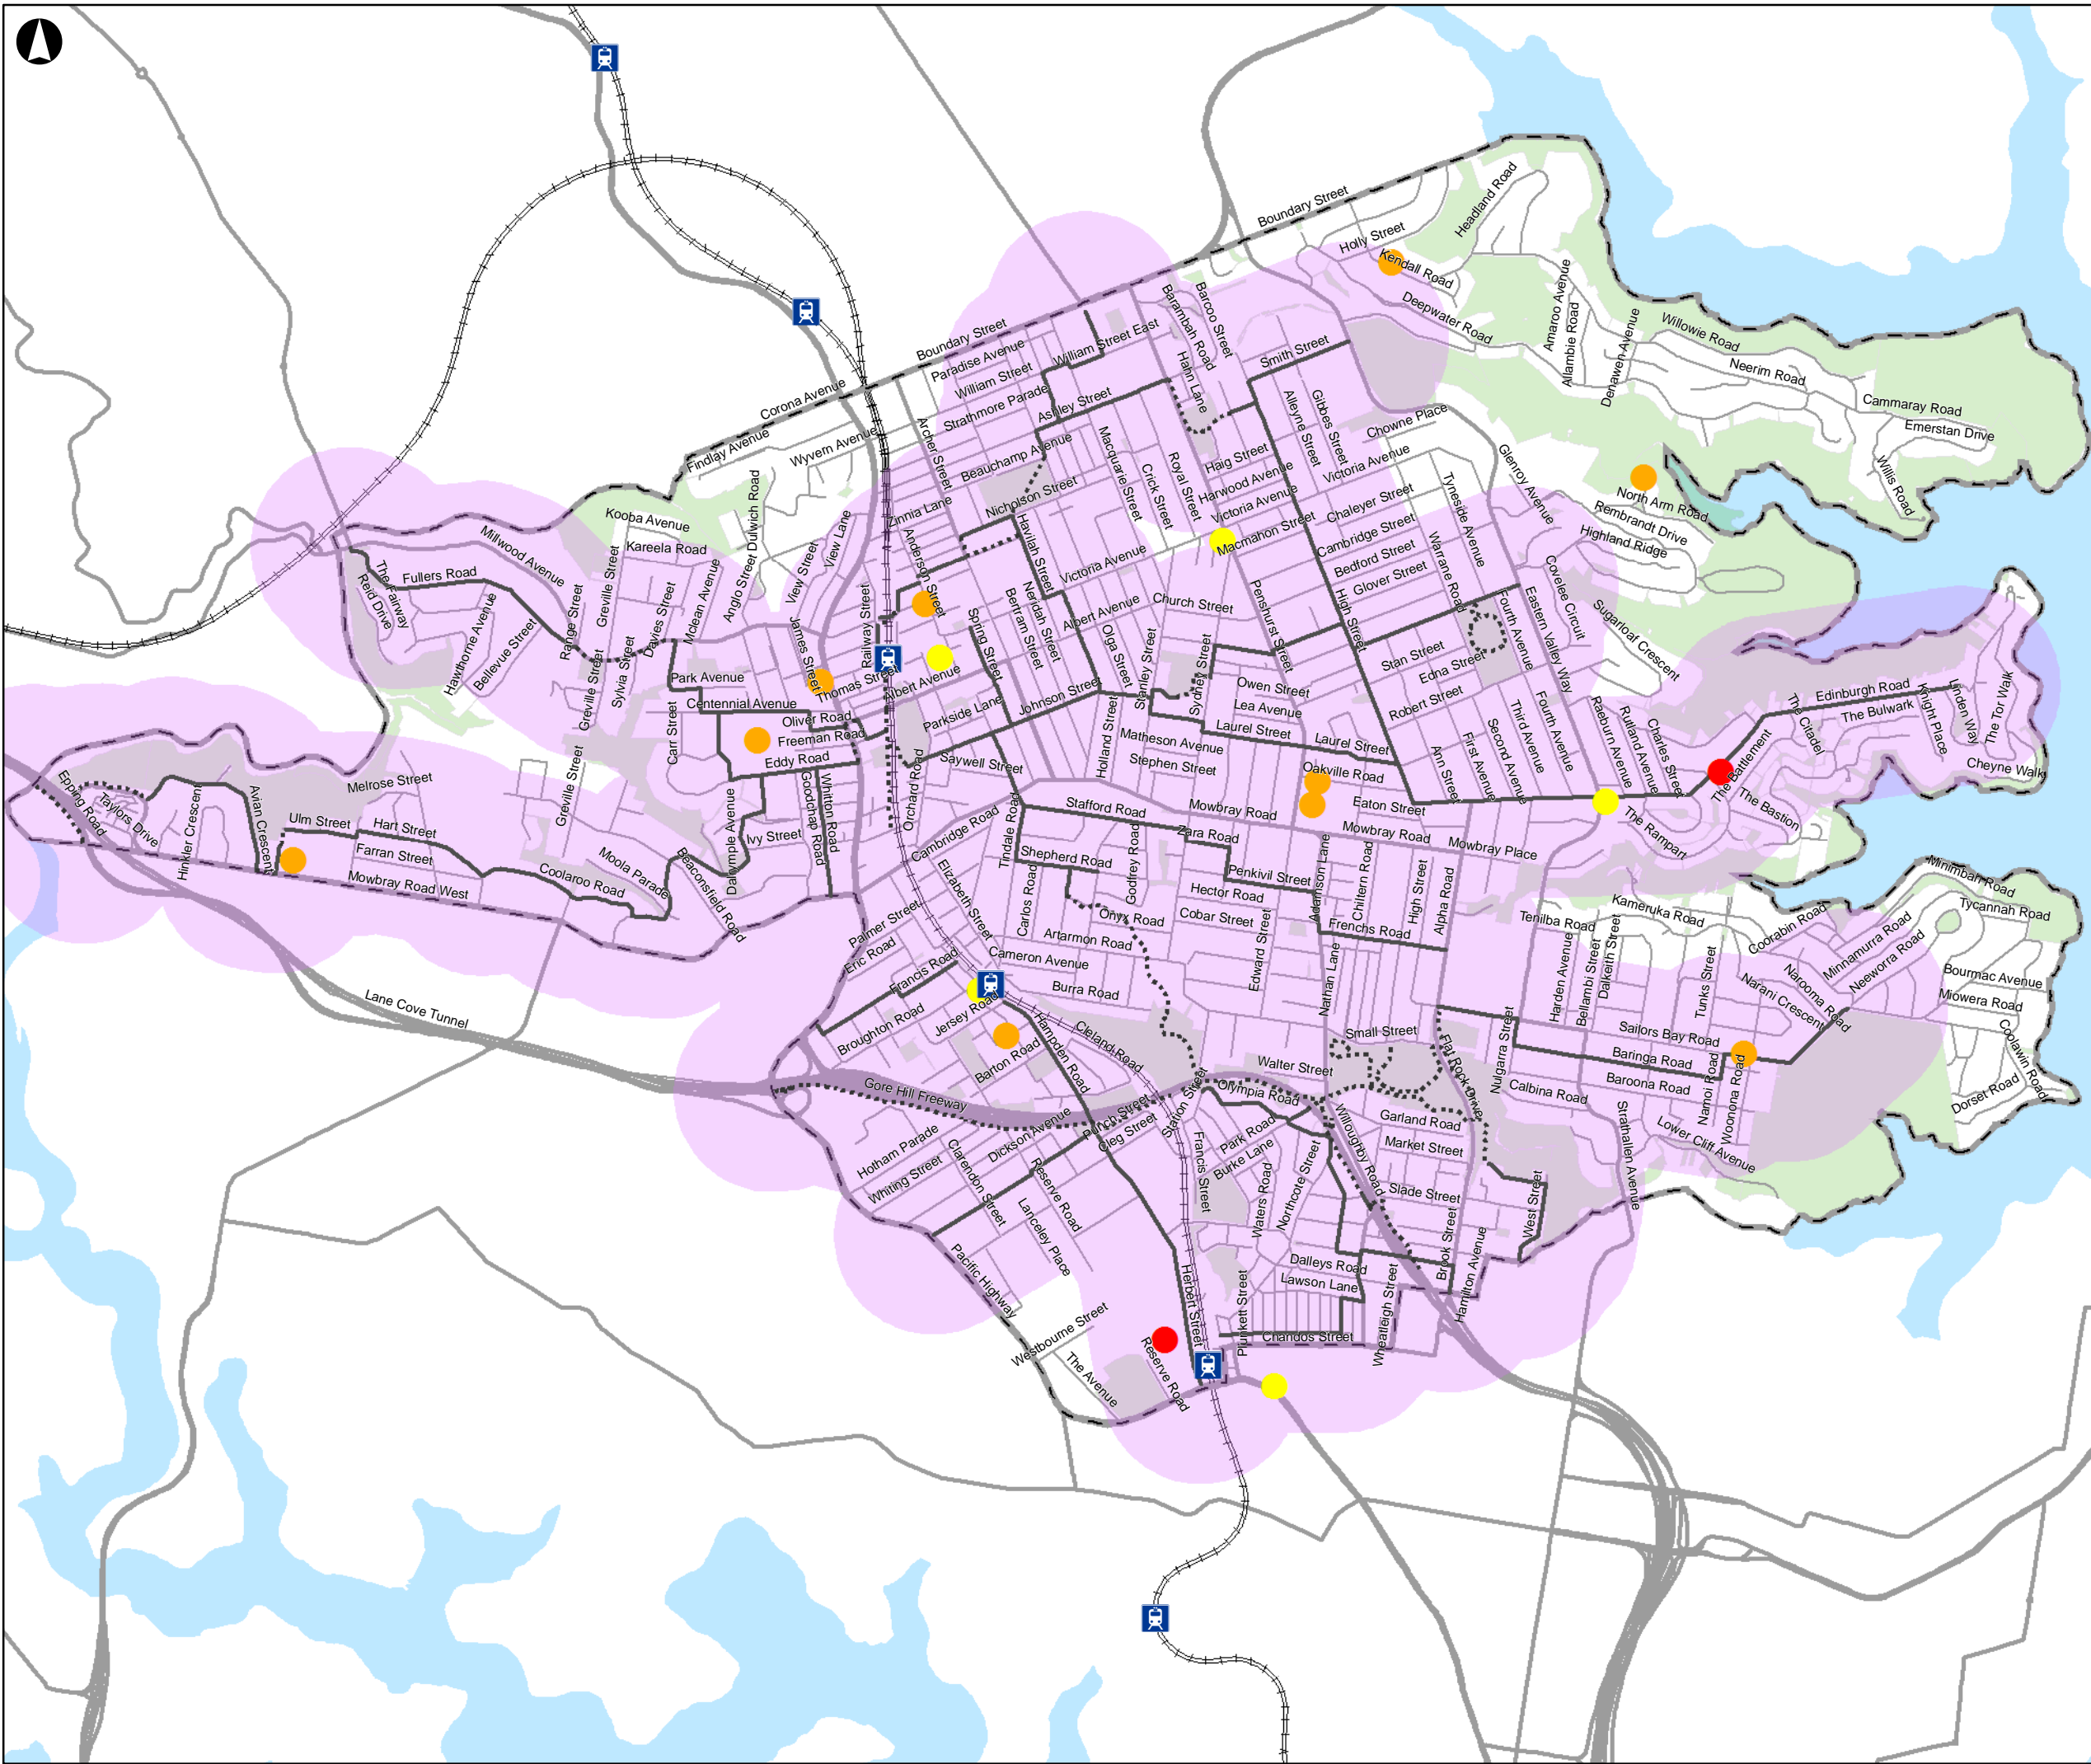 Boundary Street
Headland Road
Holly Street
Kendall Road
Deepwater Road
Amaroo Avenue
Allambie Road
Denawen Avenue
Willowie Road
Neerim Road
Cammaray Road
Emerstan Drive
Willis Road
Barcoo Street
Barambah Road
Hahn Lane
Smith Street
Boundary Street
Paradise Avenue
William Street East
William Street
Strathmore Parade
Ashley Street
Corona Avenue
Findlay Avenue
Wyvern Avenue
Archer Street
Beauchamp Avenue
Macquarie Street
Crick Street
Royal Street
Haig Street
Harwood Avenue
Victoria Avenue
Alleyne Street
Gibbes Street
Chowne Place
Victoria Avenue
Glenroy Avenue
Tyneside Avenue
North Arm Road
Rembrandt Drive
Highland Ridge
Nicholson Street
Zinnia Lane
Anderson Street
Havilah Street
Macmahon Street
Chaleyer Street
Cambridge Street
Bedford Street
Glover Street
Warrane Road
Covelee Circuit
Sugarloaf Crescent
Kooba Avenue
Kareela Road
Dulwich Road
Anglo Street
View Lane
View Street
Millwood Avenue
Fullers Road
The Fairway
Reid Drive
Hawthorne Avenue
Bellevue Street
Range Street
Greville Street
Greville Street
Sylvia Street
Davies Street
Mclean Avenue
Park Avenue
Centennial Avenue
Carr Street
James Street
Railway Street
Thomas Street
Albert Avenue
Spring Street
Bertram Street
Neridah Street
Victoria Avenue
Albert Avenue
Church Street
Olga Street
Stanley Street
Sydney Street
Penshurst Street
High Street
Stan Street
Edna Street
Robert Street
Fourth Avenue
Eastern Valley Way
Owen Street
Lea Avenue
Laurel Street
Laurel Street
Johnson Street
Parkside Lane
Holland Street
Matheson Avenue
Stephen Street
Saywell Street
Orchard Road
Oliver Road
Freeman Road
Eddy Road
Oakville Road
Eaton Street
Ann Street
First Avenue
Second Avenue
Third Avenue
Fourth Avenue
Raeburn Avenue
Rutland Avenue
Charles Street
The Battlement
The Bastion
The Rampart
The Citadel
Edinburgh Road
The Bulwark
Knight Place
Linden Way
The Tor Walk
Cheyne Walk
Epping Road
Taylors Drive
Hinkler Crescent
Avian Crescent
Melrose Street
Ulm Street
Hart Street
Farran Street
Mowbray Road West
Greville Street
Coolaroo Road
Moola Parade
Beaconsfield Road
Dalrymple Avenue
Ivy Street
Goodchap Road
Whitton Road
Cambridge Road
Tindale Road
Stafford Road
Mowbray Road
Zara Road
Mowbray Road
Mowbray Place
Shepherd Road
Godfrey Road
Penkivil Street
Hector Road
Adamson Lane
Chiltern Road
High Street
Alpha Road
Carlos Road
Elizabeth Street
Onyx Road
Cobar Street
Edward Street
Frenchs Road
Artarmon Road
Palmer Street
Eric Road
Francis Road
Cameron Avenue
Burra Road
Nathan Lane
Tenilba Road
Kameruka Road
Harden Avenue
Bellambi Street
Dalkeith Street
Tunks Street
Coorabin Road
Minimbah Road
Tycannah Road
Minnamurra Road
Neeworra Road
Narooma Road
Narani Crescent
Bourmac Avenue
Miowera Road
Coolawin Road
Dorset Road
Lane Cove Tunnel
Broughton Road
Jersey Road
Barton Road
Hampden Road
Cleland Road
Walter Street
Small Street
Flat Rock Drive
Nulgarra Street
Sailors Bay Road
Baringa Road
Baroona Road
Calbina Road
Namoi Road
Woonona Road
Lower Cliff Avenue
Strathallen Avenue
Gore Hill Freeway
Olympia Road
Station Street
Punch Street
Cleg Street
Dickson Avenue
Hotham Parade
Whiting Street
Clarendon Street
Reserve Road
Lanceley Place
Park Road
Burke Lane
Francis Street
Waters Road
Northcote Street
Willoughby Road
Garland Road
Market Street
Slade Street
West Street
Brook Street
Hamilton Avenue
Dalleys Road
Lawson Lane
Wheatleigh Street
Chandos Street
Plunkett Street
Herbert Street
Pacific Highway
Westbourne Street
The Avenue
Reserve Road